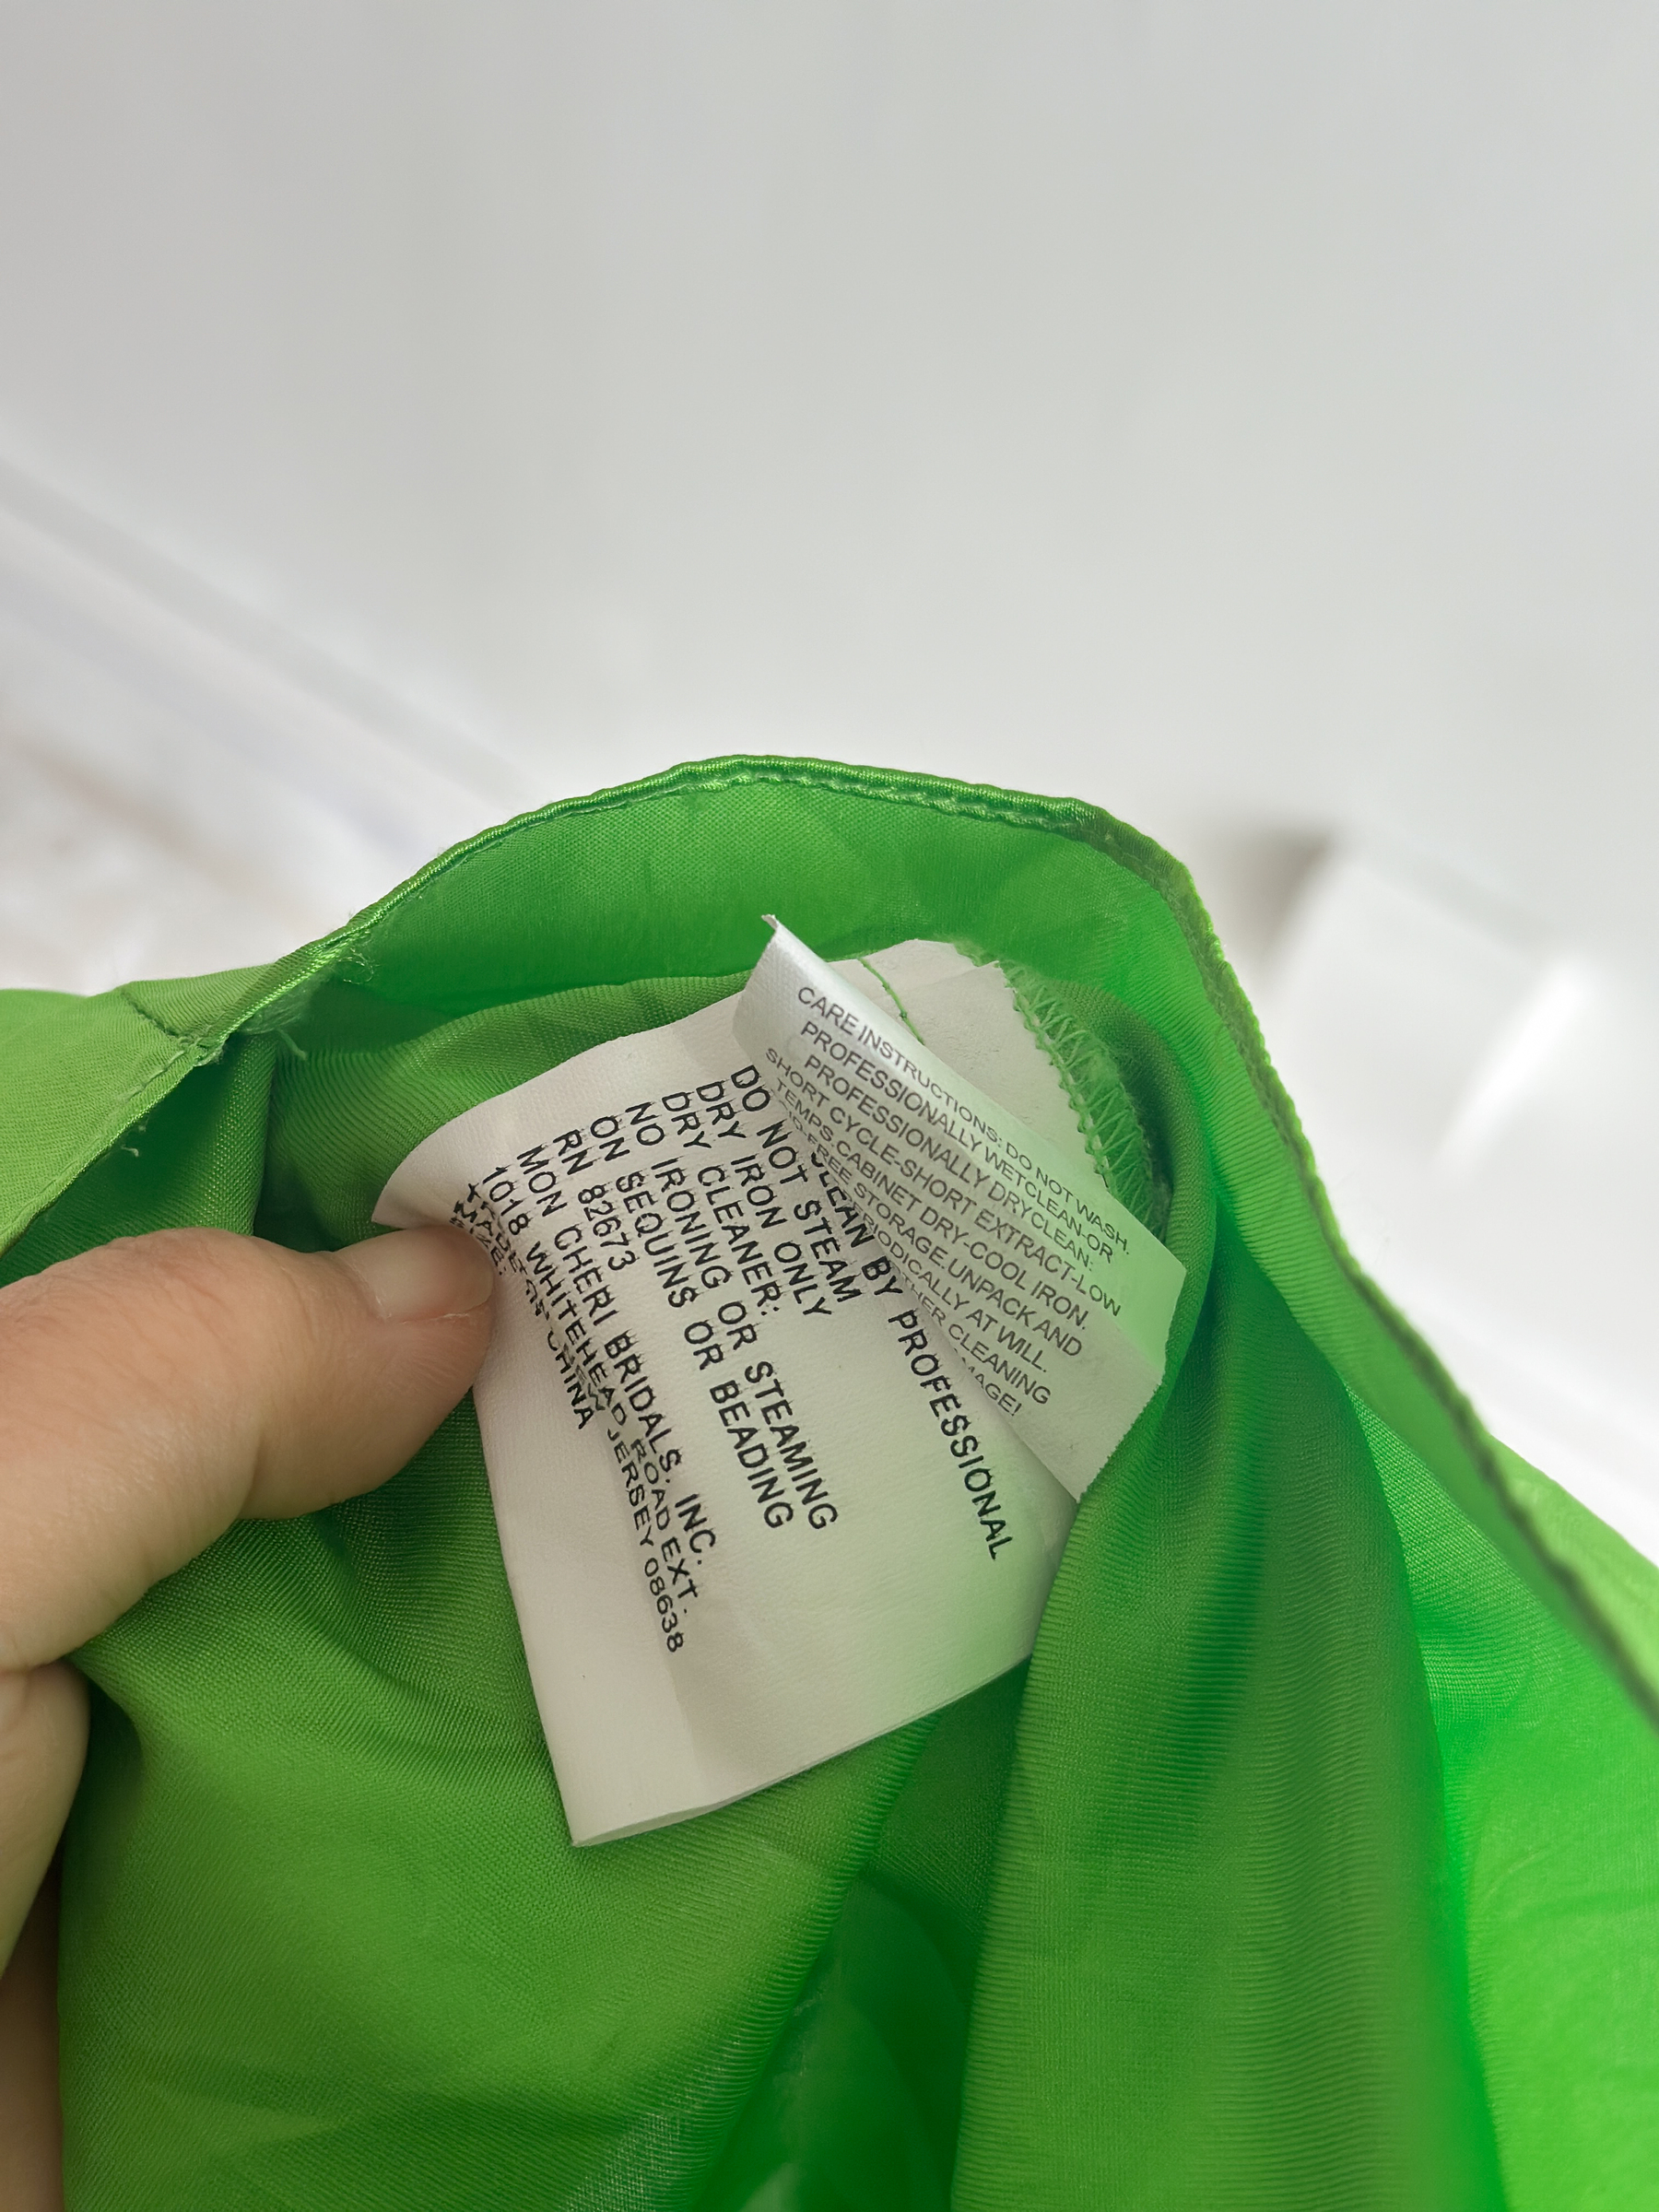 CARE INSTRUCTIONS: DO NOT WASH.
PROFESSIONALLY WETCLEAN-OR
PROFESSIONALLY DRYCLEAN:
SHORT CYCLE-SHORT EXTRACT-LOW
TEMPS.CABINET DRY-COOL IRON.
STORAGE.UNPACK AND
AT WILL.
CLEANING
BY PROFESSIONAL
DO NOT STEAM
DRY IRON ONLY
DRY CLEANER:
NO IRONING OR STEAMING
ON SEQUINS OR BEADING
RN 82673
MON CHERI BRIDALS, INC.
1018 WHITEHEAD ROAD EXT.
JERSEY 08638
CHINA